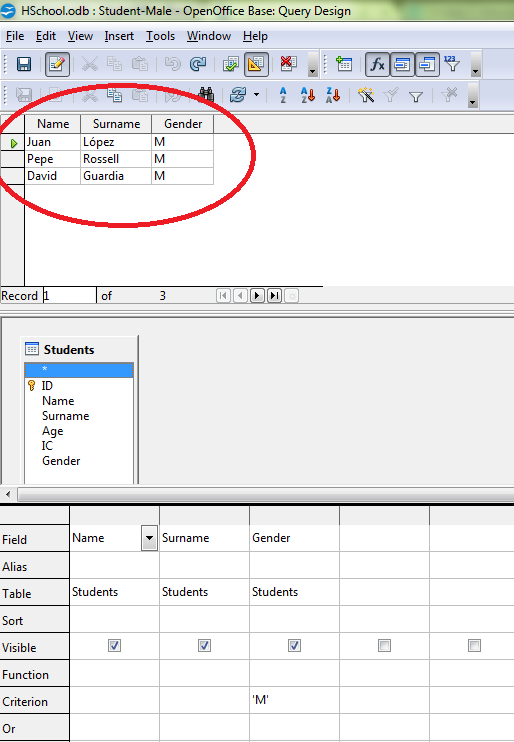 HSchool.odb : Student-Male - OpenOffice Base: Query Design
File Edit View Insert Tools Window Help
123
A Z A Z Z A
Name Surname Gender
Juan López M
Pepe Rossell M
David Guardia M
Record 1 of 3
Students
*
ID
Name
Surname
Age
IC
Gender
Field Name Surname Gender
Alias
Table Students Students Students
Sort
Visible
Function
Criterion 'M'
Or